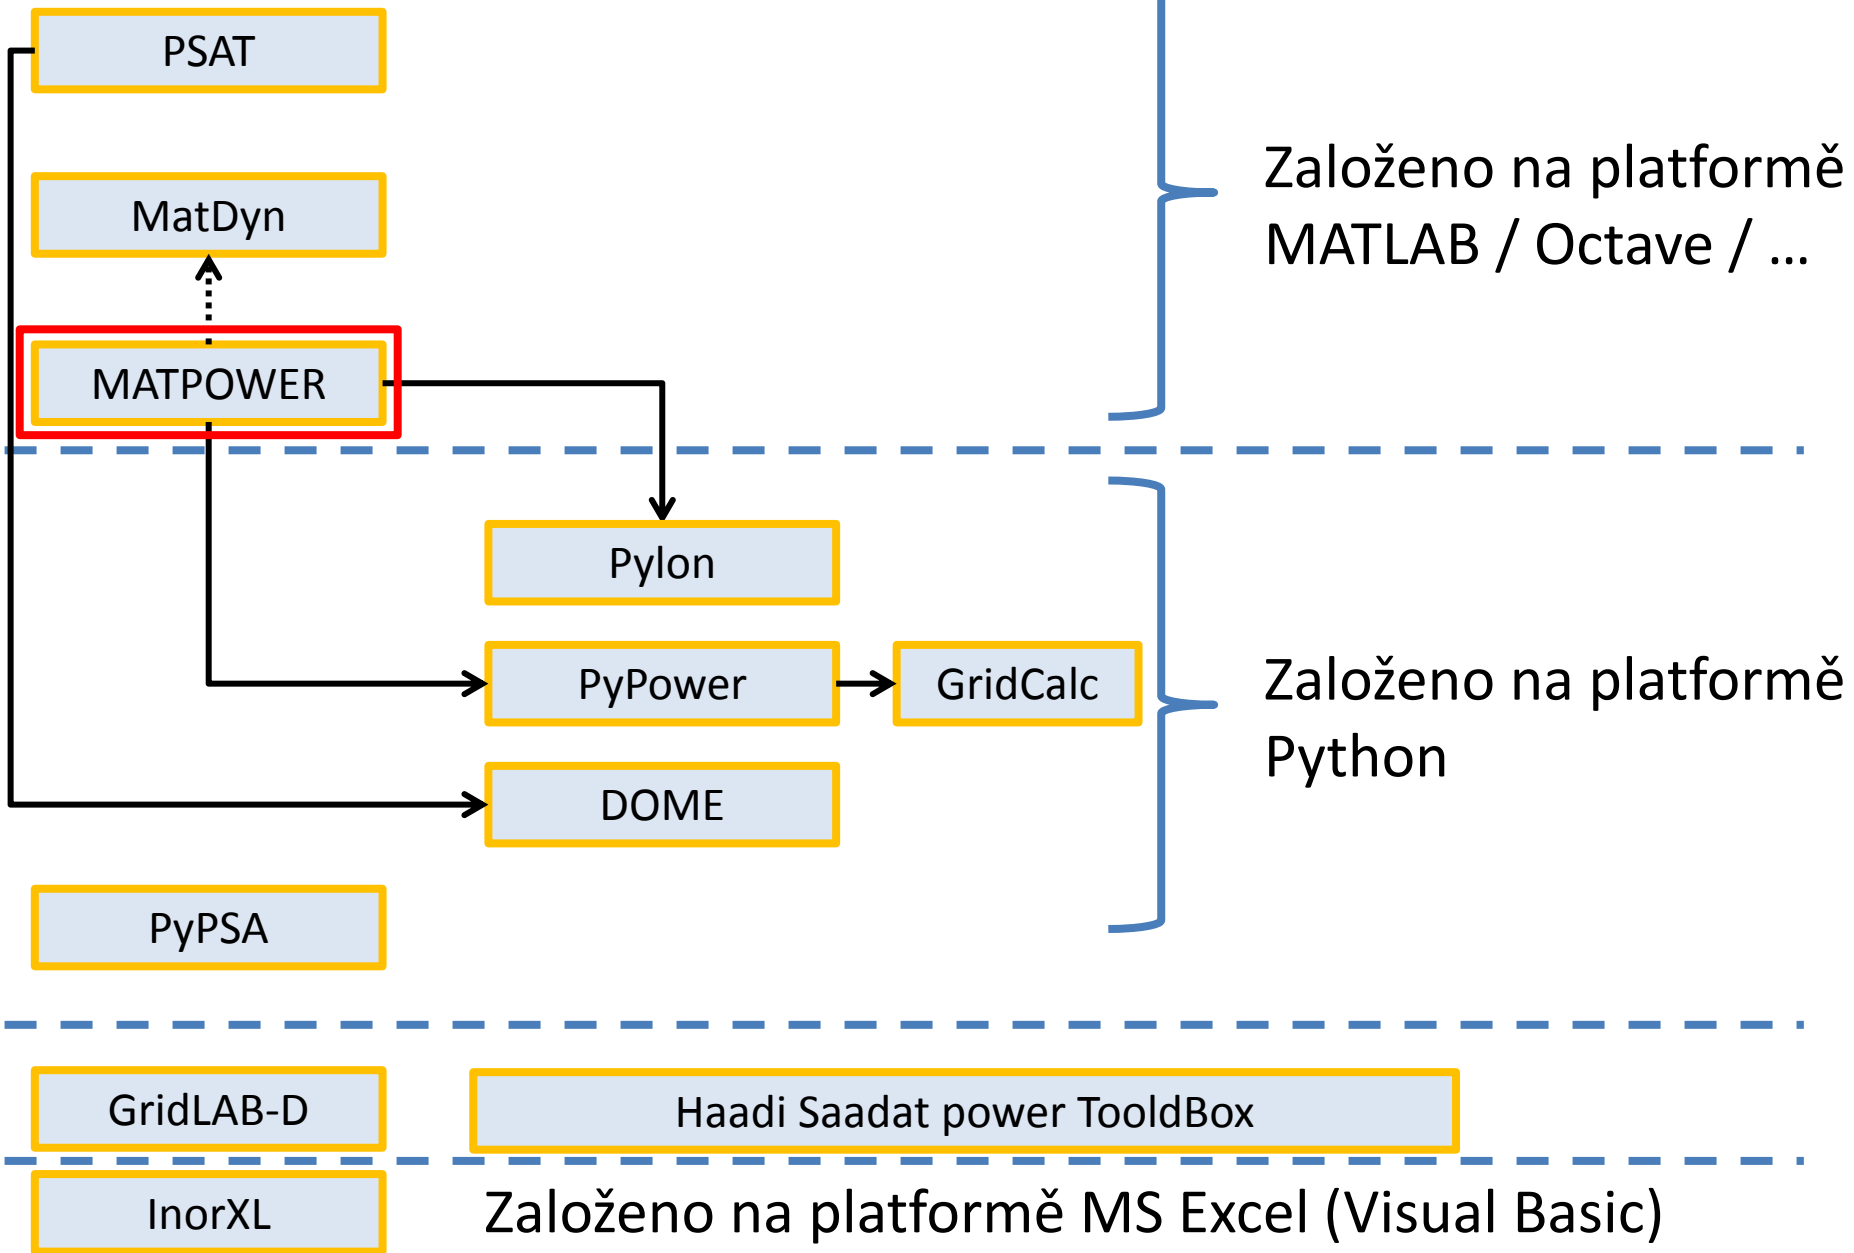 PSAT
MatDyn
Založeno na platformě
MATLAB / Octave / ...
MATPOWER
Pylon
PyPower
GridCalc
Založeno na platformě
Python
DOME
PyPSA
GridLAB-D
Haadi Saadat power TooldBox
InorXL
Založeno na platformě MS Excel (Visual Basic)